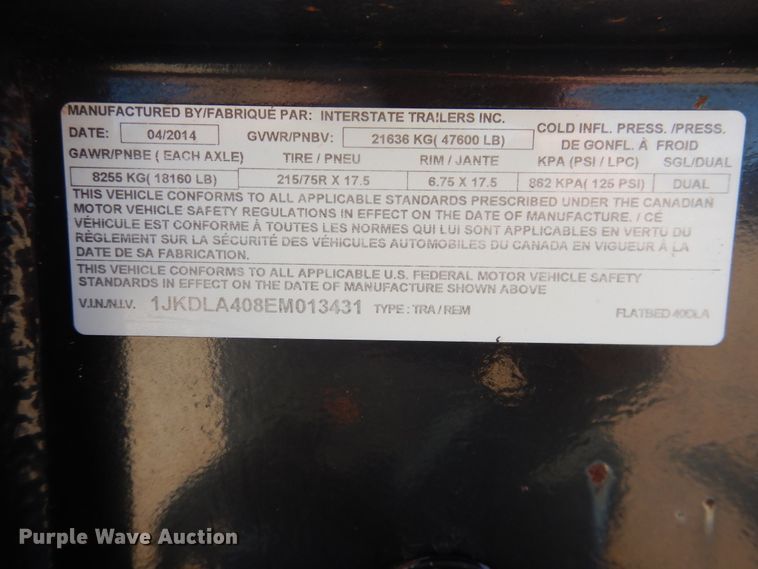 MANUFACTURED BY/FABRIQUÉ PAR: INTERSTATE TRAILERS INC.
DATE: 04/2014 GVWR/PNBV: 21636 KG( 47600 LB) COLD INFL. PRESS. /PRESS. DE GONFL. À FROID
GAWR/PNBE ( EACH AXLE) TIRE / PNEU RIM / JANTE KPA (PSI / LPC) SGL/DUAL
8255 KG( 18160 LB) 215/75R X 17.5 6.75 X 17.5 862 KPA( 125 PSI) DUAL
THIS VEHICLE CONFORMS TO ALL APPLICABLE STANDARDS PRESCRIBED UNDER THE CANADIAN
MOTOR VEHICLE SAFETY REGULATIONS IN EFFECT ON THE DATE OF MANUFACTURE. / CÉ
VÉHICULE EST CONFORME À TOUTES LES NORMES QUI LUI SONT APPLICABLES EN VERTU DU
RÈGLEMENT SUR LA SÉCURITÉ DES VÉHICULES AUTOMOBILES DU CANADA EN VIGUEUR À LA
DATE DE SA FABRICATION.
THIS VEHICLE CONFORMS TO ALL APPLICABLE U.S. FEDERAL MOTOR VEHICLE SAFETY
STANDARDS IN EFFECT ON THE DATE OF MANUFACTURE SHOWN ABOVE
V.I.N./N.I.V. 1JKDLA408EM013431 TYPE : TRA / REM FLATBED 40DLA
Purple Wave Auction